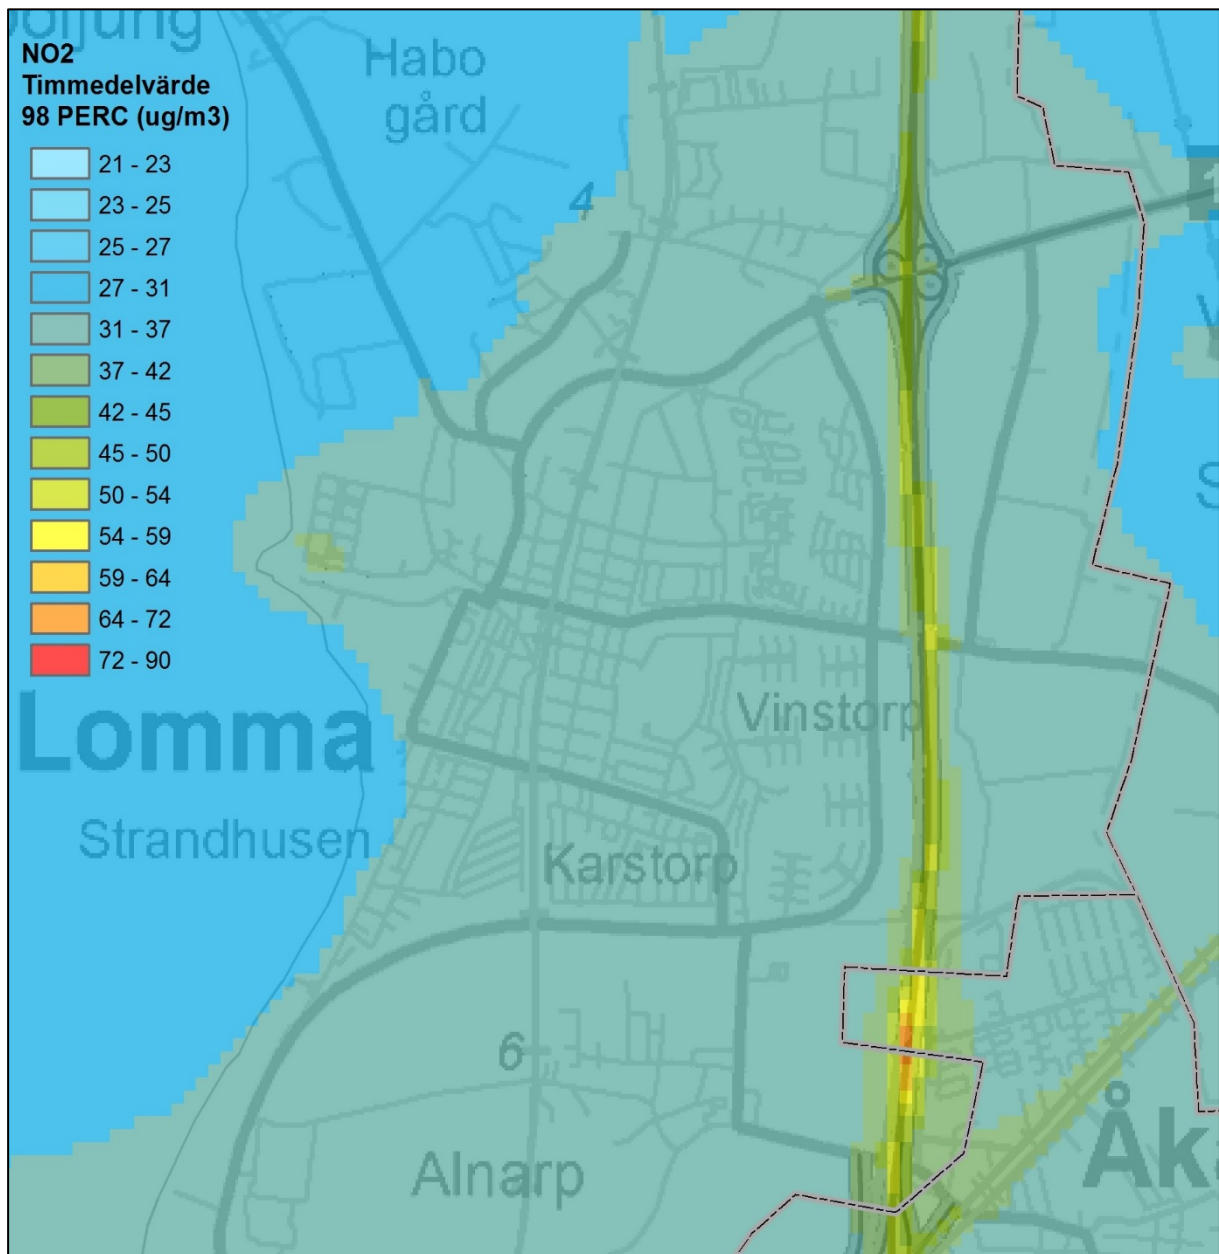 NO2
Timmedelvärde
98 PERC (ug/m3)
21 - 23
23 - 25
25 - 27
27 - 31
31 - 37
37 - 42
42 - 45
45 - 50
50 - 54
54 - 59
59 - 64
64 - 72
72 - 90
Habo
gård
4
Lomma
Vinstorp
Strandhusen
Karstorp
6
Alnarp